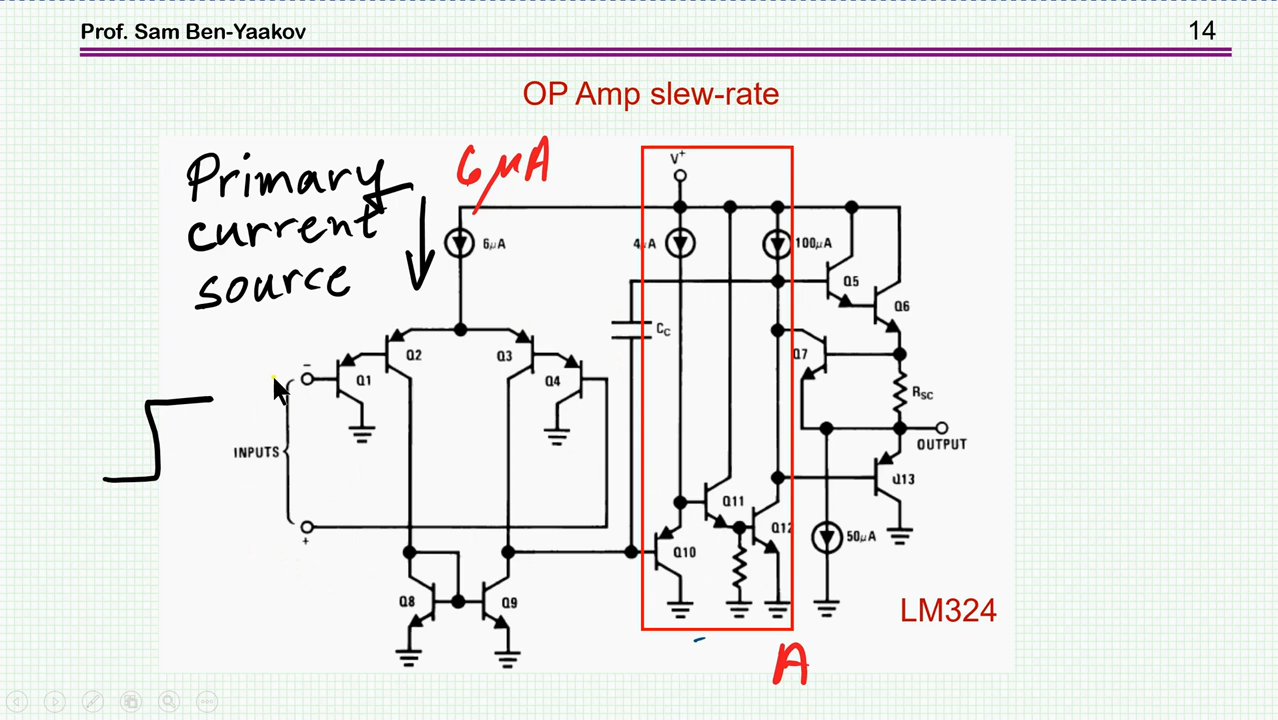 Prof. Sam Ben-Yaakov
14
OP Amp slew-rate
Primary
current
source
6μA
V+
6μA
4μA
100μA
Q5
Q6
CC
Q2
Q3
Q7
Q1
Q4
RSC
−
INPUTS
OUTPUT
+
Q11
Q13
Q12
Q10
50μA
Q8
Q9
LM324
A